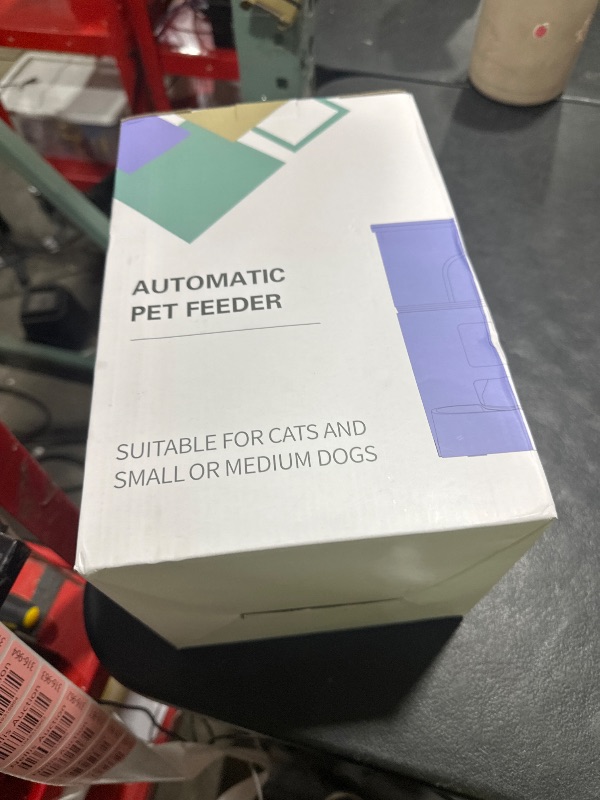 AUTOMATIC
PET FEEDER
SUITABLE FOR CATS AND
SMALL OR MEDIUM DOGS